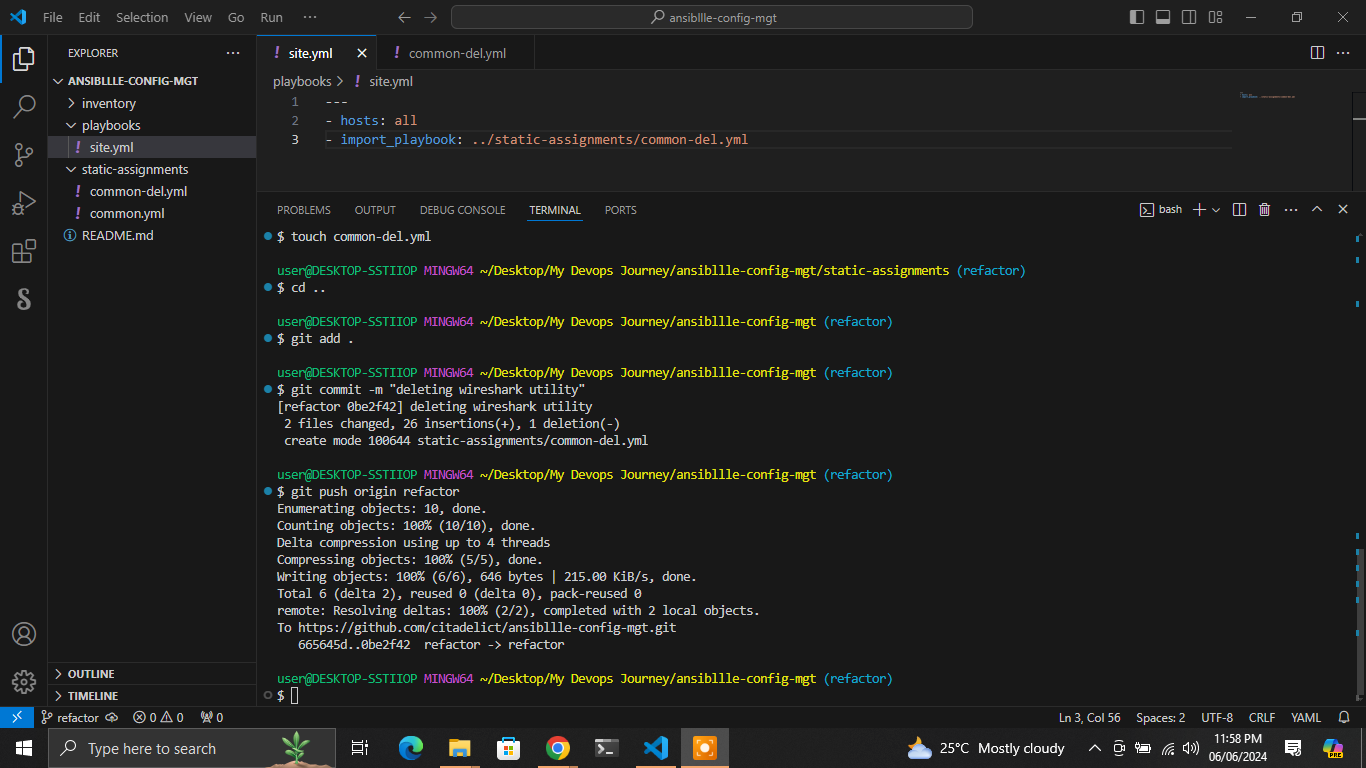 File Edit Selection View Go Run ··· ansibllle-config-mgt
EXPLORER ···
ANSIBLLLE-CONFIG-MGT
inventory
playbooks
! site.yml
static-assignments
! common-del.yml
! common.yml
README.md
OUTLINE
TIMELINE
! site.yml ! common-del.yml
playbooks > ! site.yml
1 ---
2 - hosts: all
3 - import_playbook: ../static-assignments/common-del.yml
PROBLEMS OUTPUT DEBUG CONSOLE TERMINAL PORTS bash
$ touch common-del.yml
user@DESKTOP-SSTIIOP MINGW64 ~/Desktop/My Devops Journey/ansibllle-config-mgt/static-assignments (refactor)
$ cd ..
user@DESKTOP-SSTIIOP MINGW64 ~/Desktop/My Devops Journey/ansibllle-config-mgt (refactor)
$ git add .
user@DESKTOP-SSTIIOP MINGW64 ~/Desktop/My Devops Journey/ansibllle-config-mgt (refactor)
$ git commit -m "deleting wireshark utility"
[refactor 0be2f42] deleting wireshark utility
2 files changed, 26 insertions(+), 1 deletion(-)
create mode 100644 static-assignments/common-del.yml
user@DESKTOP-SSTIIOP MINGW64 ~/Desktop/My Devops Journey/ansibllle-config-mgt (refactor)
$ git push origin refactor
Enumerating objects: 10, done.
Counting objects: 100% (10/10), done.
Delta compression using up to 4 threads
Compressing objects: 100% (5/5), done.
Writing objects: 100% (6/6), 646 bytes | 215.00 KiB/s, done.
Total 6 (delta 2), reused 0 (delta 0), pack-reused 0
remote: Resolving deltas: 100% (2/2), completed with 2 local objects.
To https://github.com/citadelict/ansibllle-config-mgt.git
665645d..0be2f42 refactor -> refactor
user@DESKTOP-SSTIIOP MINGW64 ~/Desktop/My Devops Journey/ansibllle-config-mgt (refactor)
$
refactor 0 0 0 Ln 3, Col 56 Spaces: 2 UTF-8 CRLF YAML
Type here to search 25°C Mostly cloudy 11:58 PM
06/06/2024
PRE